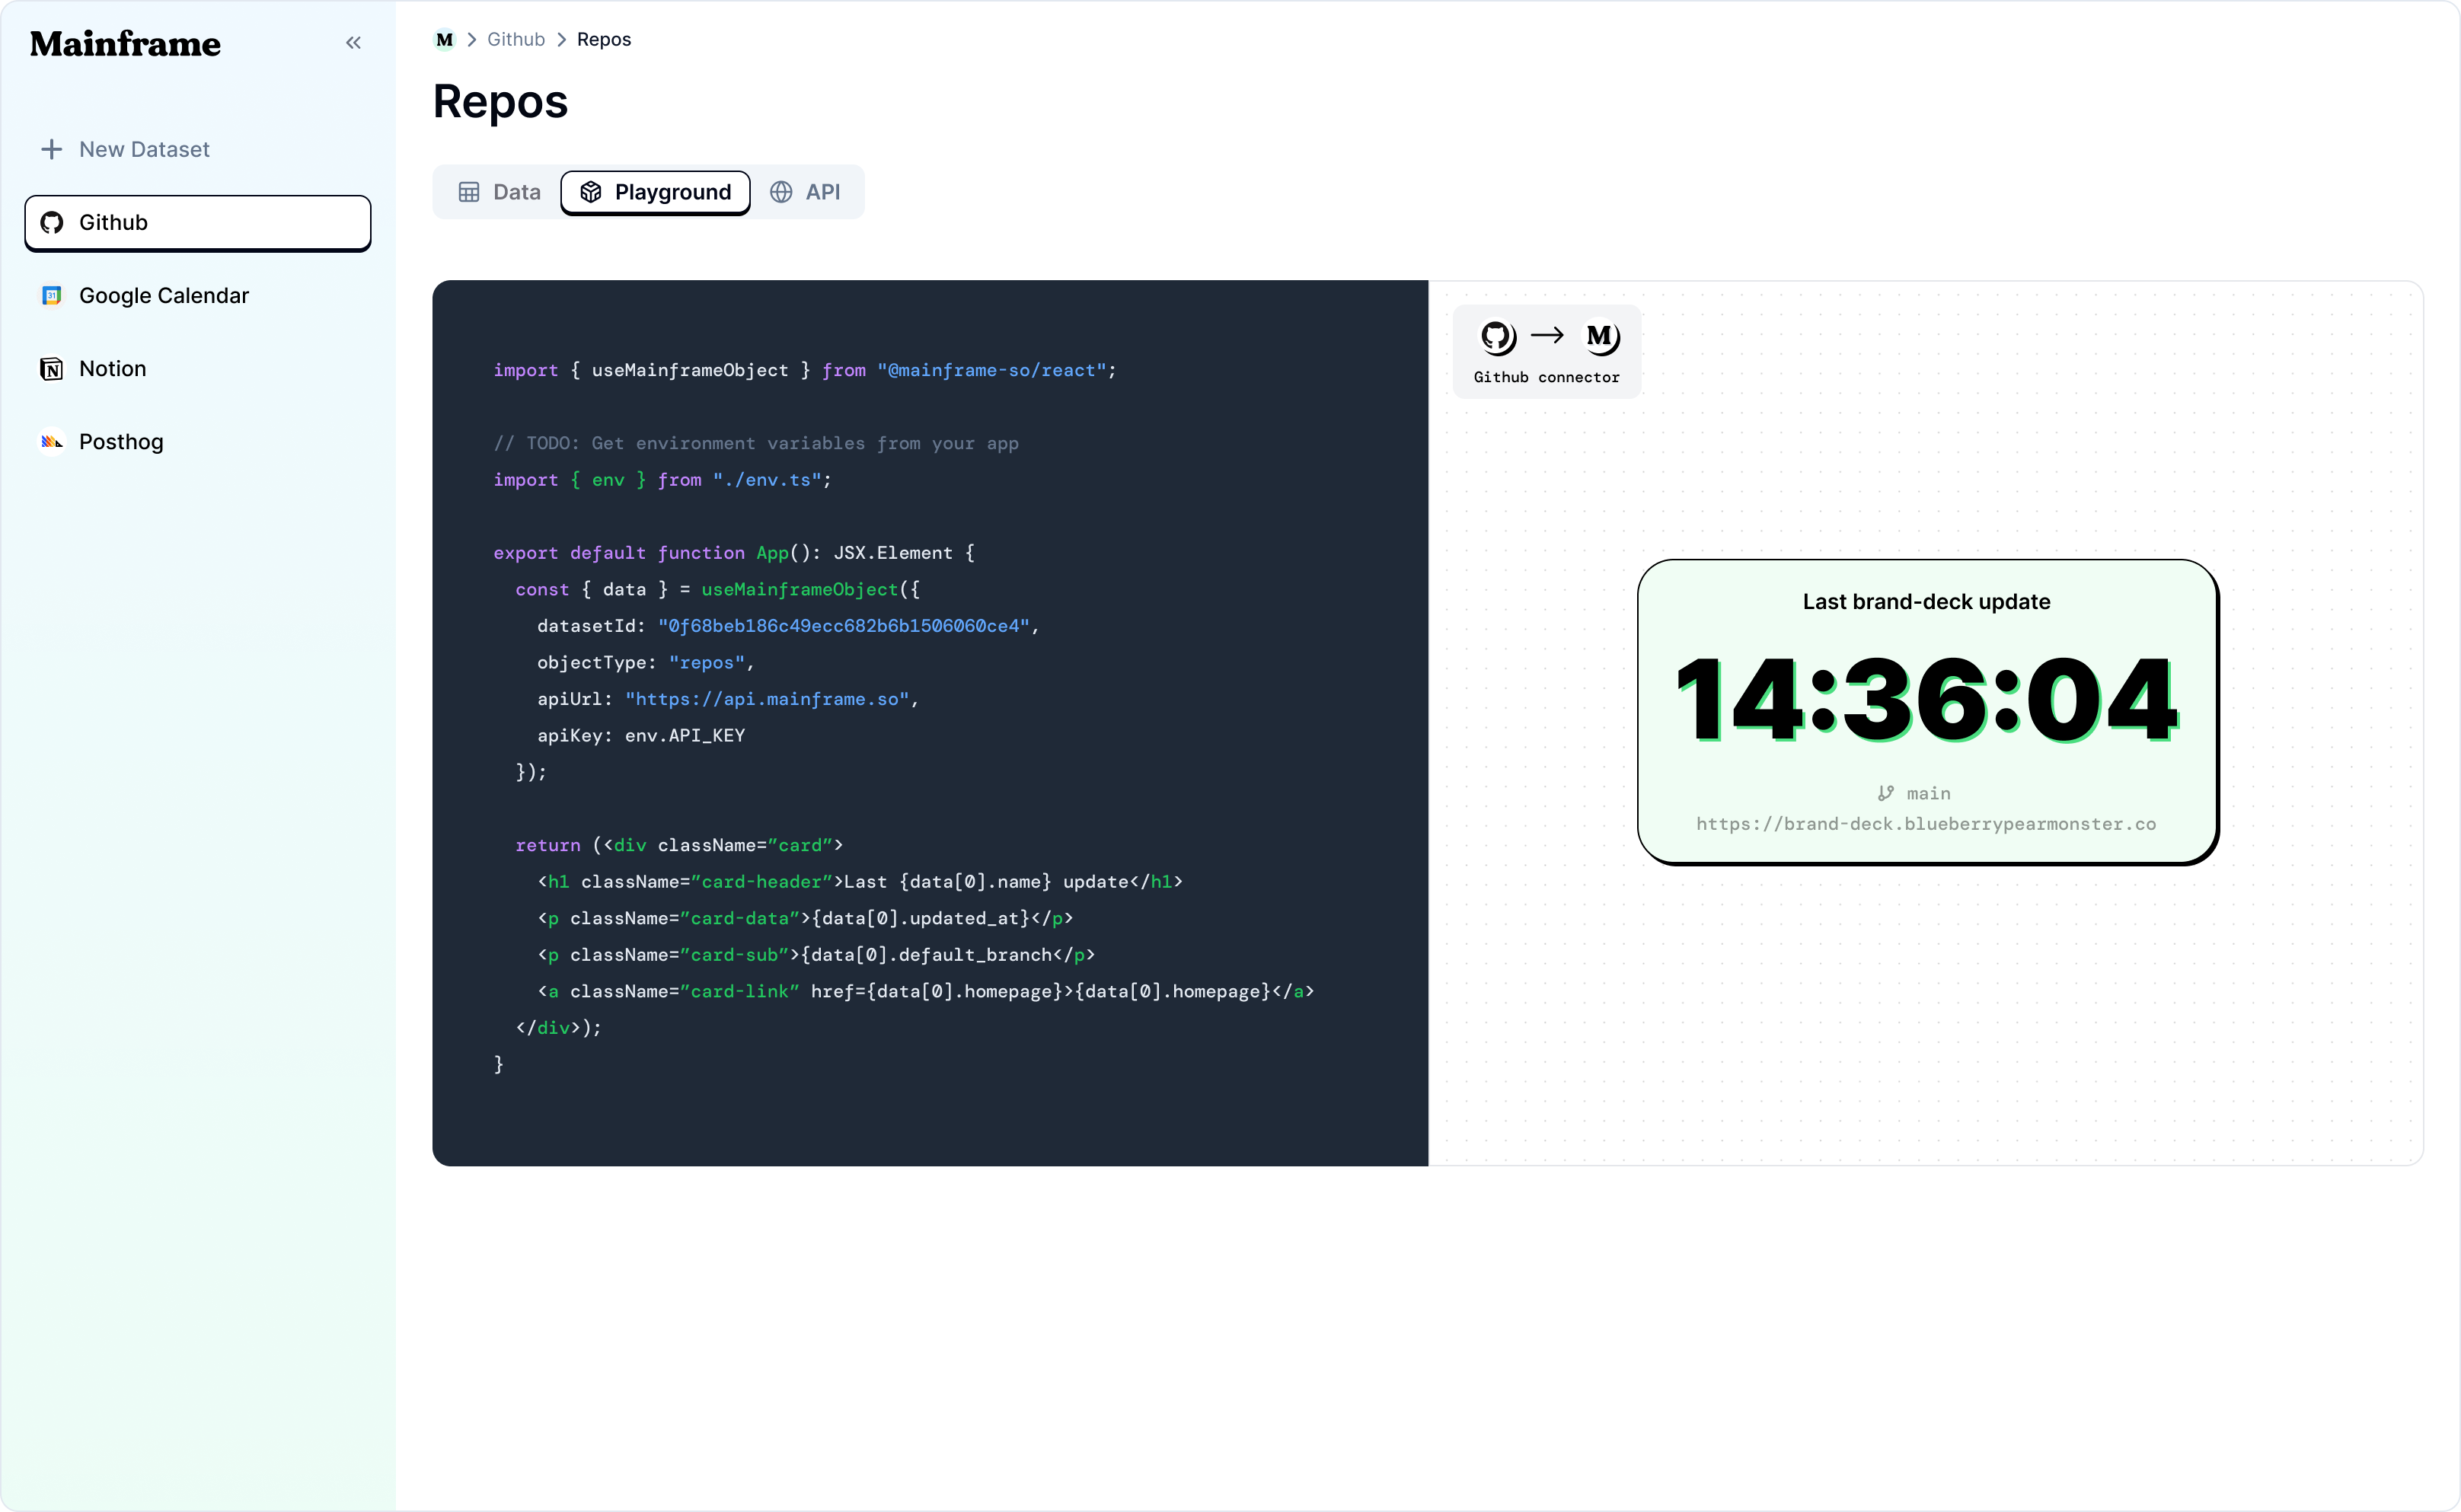 Mainframe
New Dataset
Github
Google Calendar
31
Notion
Posthog
M > Github > Repos
Repos
Data Playground API
import { useMainframeObject } from "@mainframe-so/react";
// TODO: Get environment variables from your app
import { env } from "./env.ts";
export default function App(): JSX.Element {
const { data } = useMainframeObject({
datasetId: "0f68beb186c49ecc682b6b1506060ce4",
objectType: "repos",
apiUrl: "https://api.mainframe.so",
apiKey: env.API_KEY
});
return (<div className=”card”>
<h1 className=”card-header”>Last {data[0].name} update</h1>
<p className=”card-data”>{data[0].updated_at}</p>
<p className=”card-sub”>{data[0].default_branch</p>
<a className=”card-link” href={data[0].homepage}>{data[0].homepage}</a>
</div>);
}
M
Github connector
Last brand-deck update
14:36:04
main
https://brand-deck.blueberrypearmonster.co